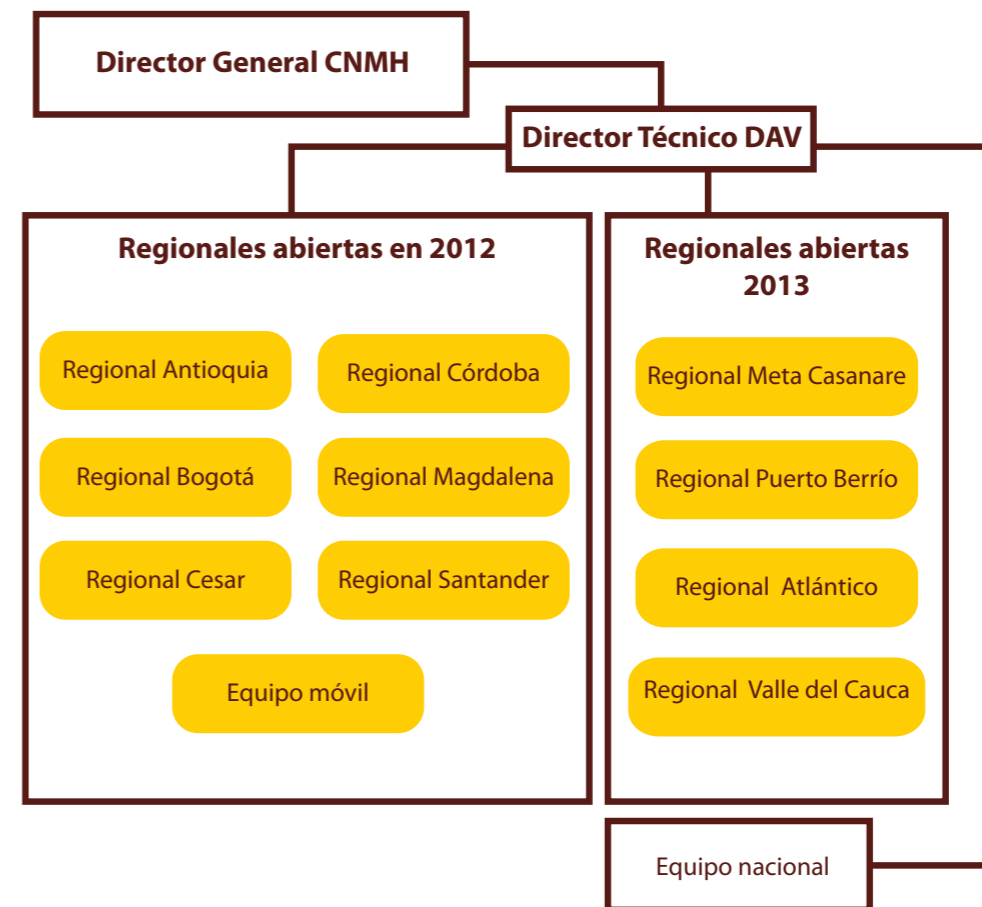 Director General CNMH
Director Técnico DAV
Regionales abiertas en 2012
Regional Antioquia
Regional Córdoba
Regional Bogotá
Regional Magdalena
Regional Cesar
Regional Santander
Equipo móvil
Regionales abiertas
2013
Regional Meta Casanare
Regional Puerto Berrío
Regional Atlántico
Regional Valle del Cauca
Equipo nacional